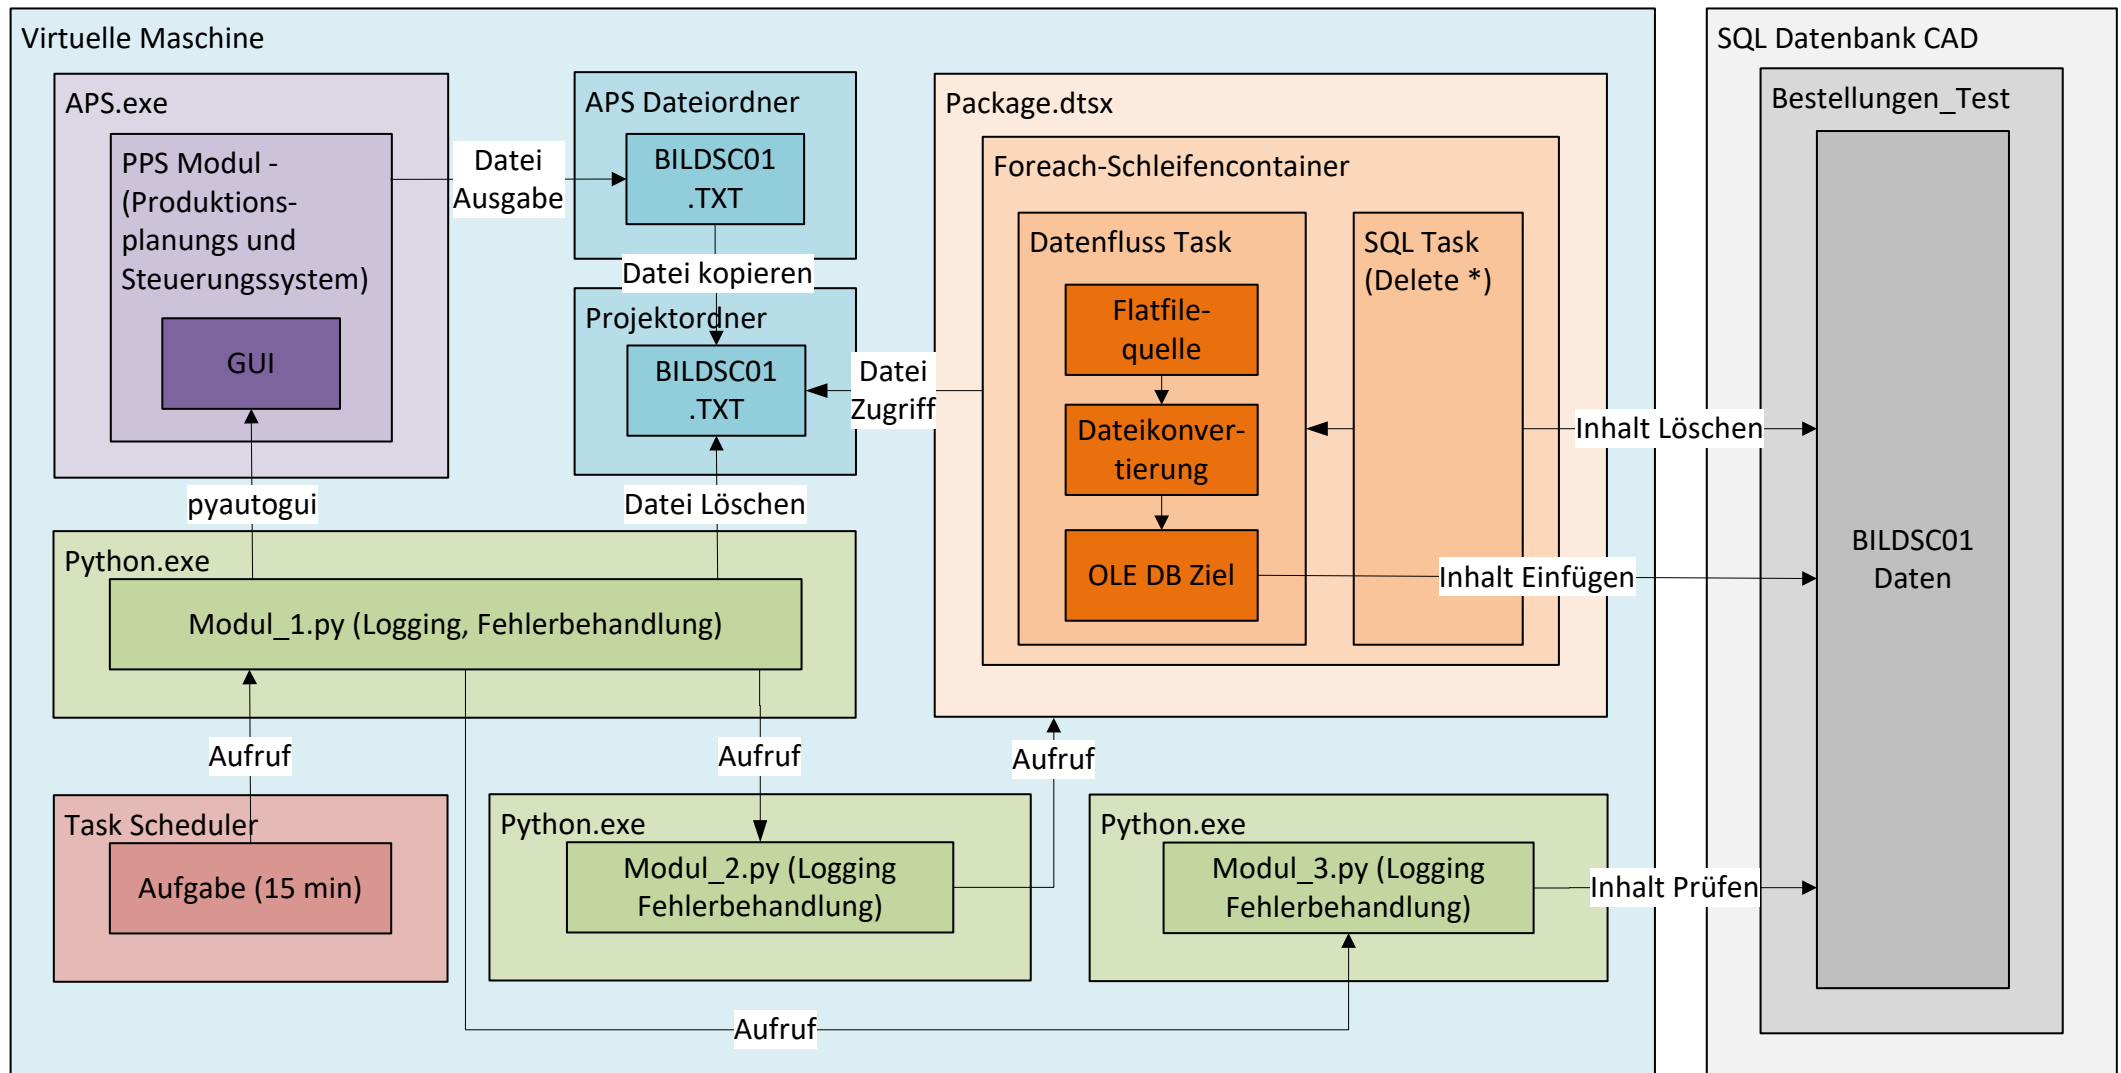 Virtuelle Maschine
APS.exe
PPS Modul -
(Produktions-
planungs und
Steuerungssystem)
GUI
Datei
Ausgabe
APS Dateiordner
BILDSC01
.TXT
Datei kopieren
Projektordner
BILDSC01
.TXT
Datei
Zugriff
Datei Löschen
pyautogui
Package.dtsx
Foreach-Schleifencontainer
Datenfluss Task
Flatfile-
quelle
Dateikonver-
tierung
OLE DB Ziel
SQL Task
(Delete *)
Inhalt Löschen
Inhalt Einfügen
SQL Datenbank CAD
Bestellungen_Test
BILDSC01
Daten
Python.exe
Modul_1.py (Logging, Fehlerbehandlung)
Aufruf
Aufruf
Aufruf
Task Scheduler
Aufgabe (15 min)
Python.exe
Modul_2.py (Logging
Fehlerbehandlung)
Python.exe
Modul_3.py (Logging
Fehlerbehandlung)
Inhalt Prüfen
Aufruf